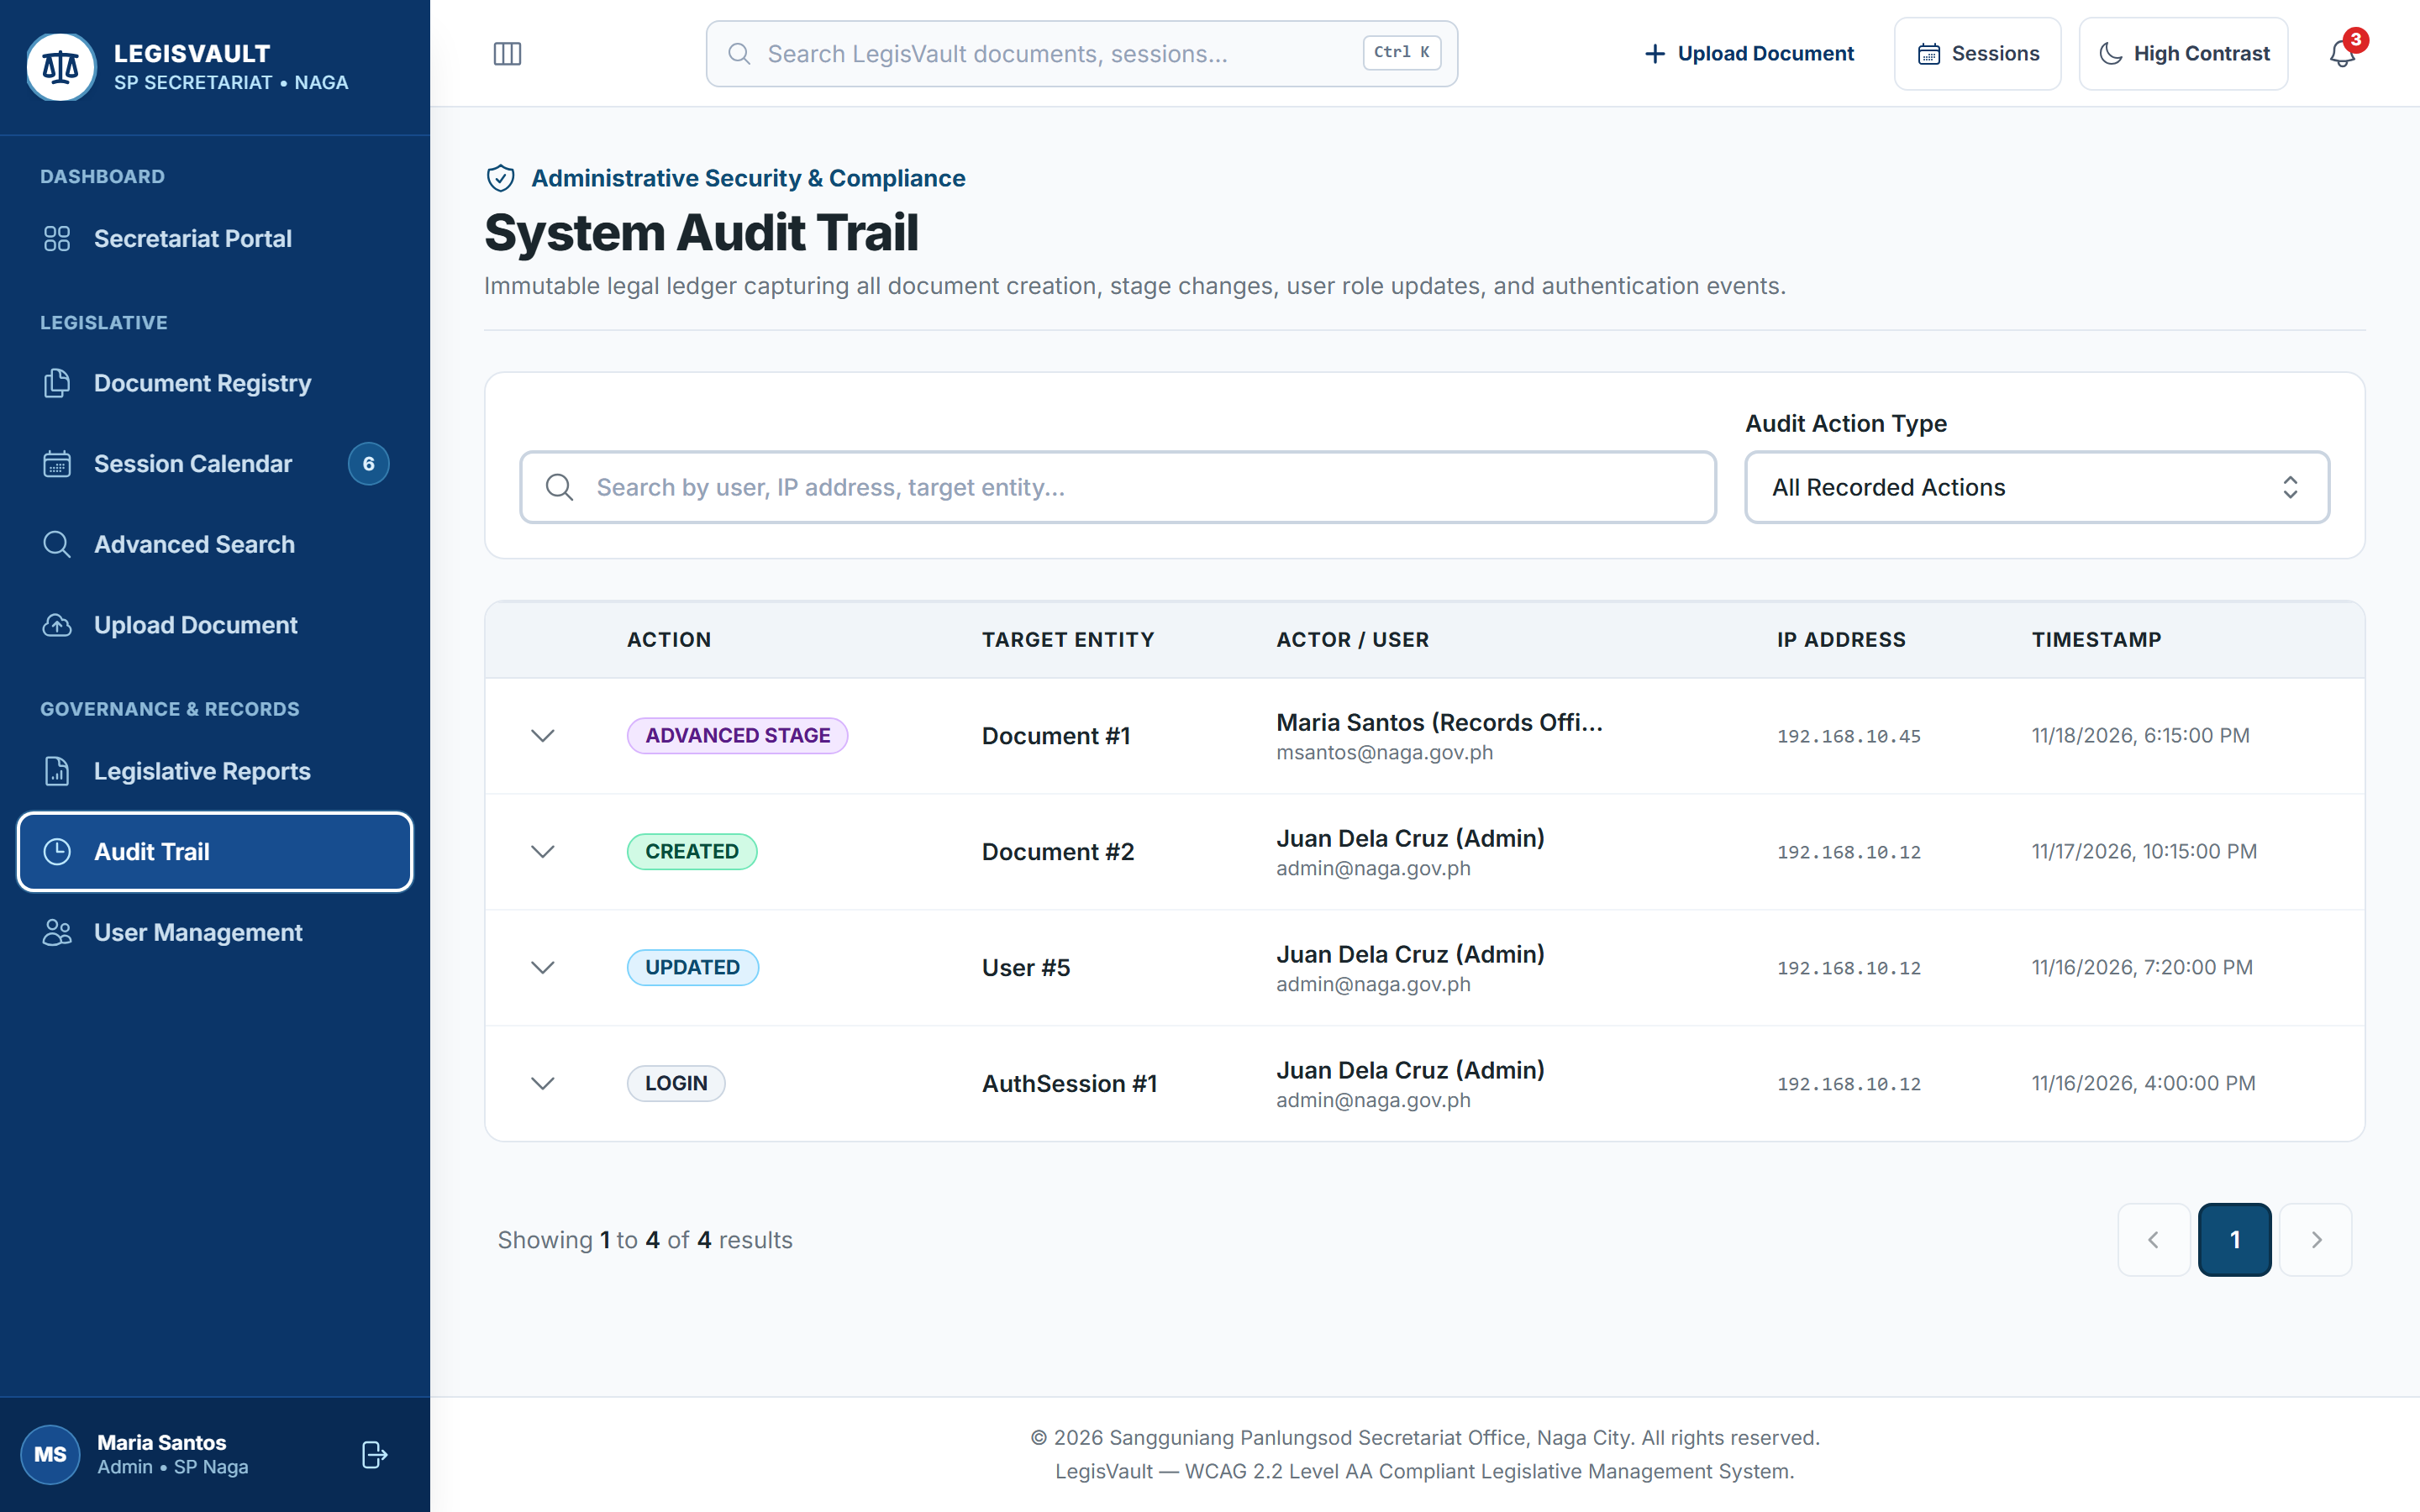 LEGISVAULT
SP SECRETARIAT • NAGA
DASHBOARD
Secretariat Portal
LEGISLATIVE
Document Registry
Session Calendar 6
Advanced Search
Upload Document
GOVERNANCE & RECORDS
Legislative Reports
Audit Trail
User Management
MS
Maria Santos
Admin • SP Naga
Search LegisVault documents, sessions... Ctrl K
Upload Document
Sessions
High Contrast
3
Administrative Security & Compliance
System Audit Trail
Immutable legal ledger capturing all document creation, stage changes, user role updates, and authentication events.
Search by user, IP address, target entity...
Audit Action Type
All Recorded Actions
ACTION TARGET ENTITY ACTOR / USER IP ADDRESS TIMESTAMP
ADVANCED STAGE Document #1 Maria Santos (Records Offi... 192.168.10.45 11/18/2026, 6:15:00 PM
msantos@naga.gov.ph
CREATED Document #2 Juan Dela Cruz (Admin) 192.168.10.12 11/17/2026, 10:15:00 PM
admin@naga.gov.ph
UPDATED User #5 Juan Dela Cruz (Admin) 192.168.10.12 11/16/2026, 7:20:00 PM
admin@naga.gov.ph
LOGIN AuthSession #1 Juan Dela Cruz (Admin) 192.168.10.12 11/16/2026, 4:00:00 PM
admin@naga.gov.ph
Showing 1 to 4 of 4 results
1
© 2026 Sangguniang Panlungsod Secretariat Office, Naga City. All rights reserved.
LegisVault — WCAG 2.2 Level AA Compliant Legislative Management System.